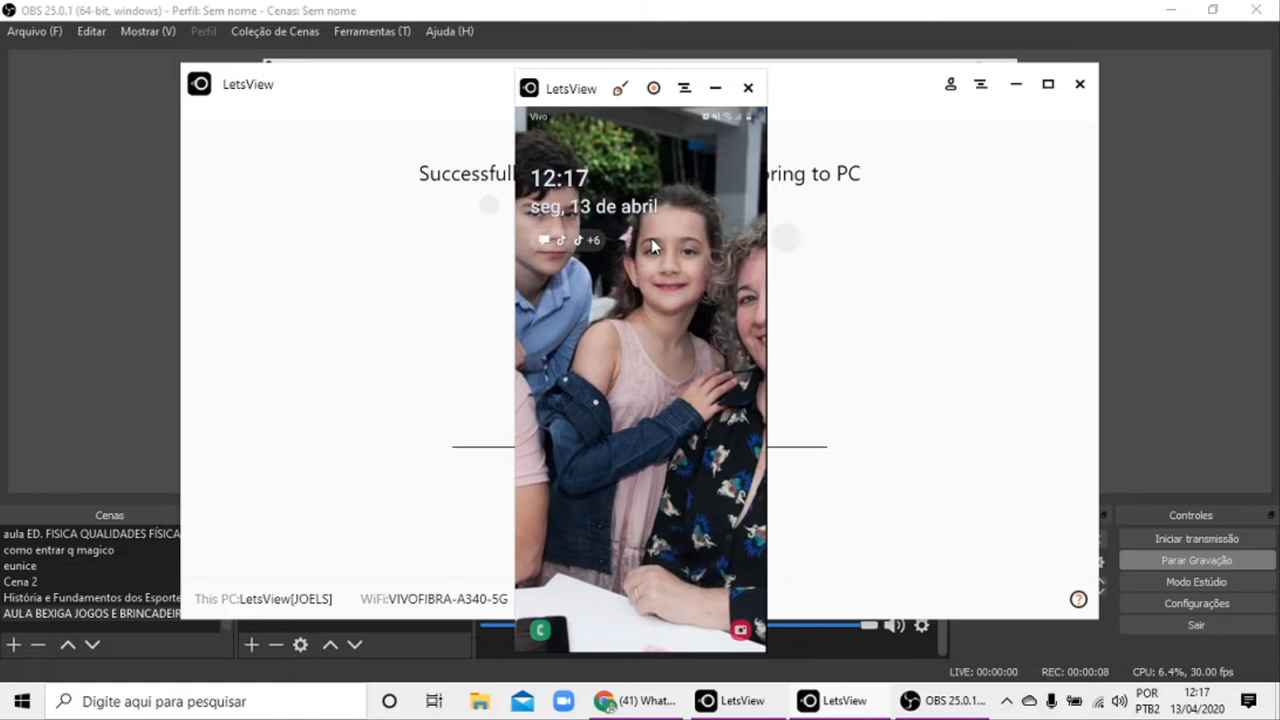 OBS 25.0.1 (64-bit, windows) - Perfil: Sem nome - Cenas: Sem nome
Arquivo (F) Editar Mostrar (V) Perfil Coleção de Cenas Ferramentas (T) Ajuda (H)
LetsView
LetsView
Vivo
Successfull
oring to PC
12:17
seg, 13 de abril
+6
Cenas
aula ED. FISICA QUALIDADES FÍSICA
como entrar q magico
eunice
Cena 2
História e Fundamentos dos Esporte
AULA BEXIGA JOGOS E BRINCADEIR
This PC:LetsView[JOELS] WiFi:VIVOFIBRA-A340-5G
?
Controles
Iniciar transmissão
Parar Gravação
Modo Estúdio
Configurações
Sair
LIVE: 00:00:00 REC: 00:00:08 CPU: 6.4%, 30.00 fps
Digite aqui para pesquisar
(41) What...
LetsView
LetsView
OBS 25.0.1...
POR
PTB2
12:17
13/04/2020